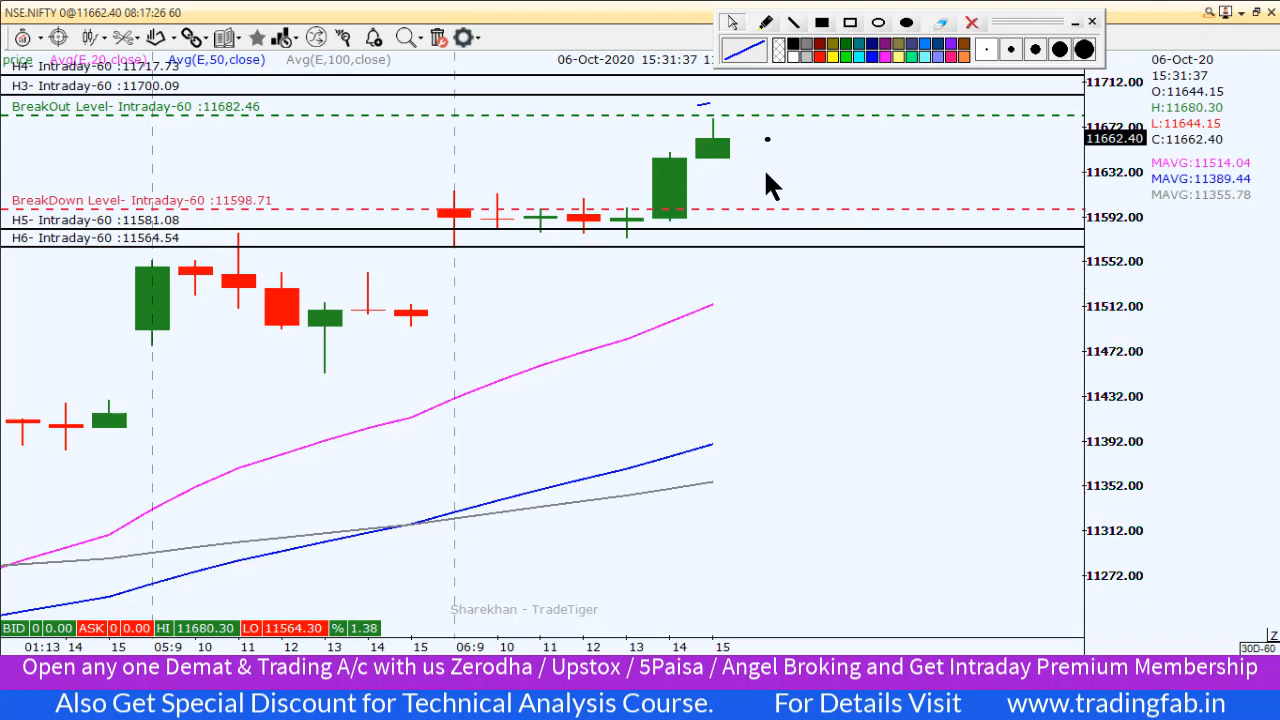 NSE.NIFTY 0@11662.40 08:17:26 60
price Avg(E,20,close) Avg(E,50,close) Avg(E,100,close) 06-Oct-2020 15:31:37
H4- Intraday-60 :11717.73
H3- Intraday-60 :11700.09
BreakOut Level- Intraday-60 :11682.46
BreakDown Level- Intraday-60 :11598.71
H5- Intraday-60 :11581.08
H6- Intraday-60 :11564.54
11712.00
11672.00
11662.40
11632.00
11592.00
11552.00
11512.00
11472.00
11432.00
11392.00
11352.00
11312.00
11272.00
06-Oct-20
15:31:37
O:11644.15
H:11680.30
L:11644.15
C:11662.40
MAVG:11514.04
MAVG:11389.44
MAVG:11355.78
Sharekhan - TradeTiger
BID 0 0.00 ASK 0 0.00 HI 11680.30 LO 11564.30 % 1.38
01:13 14 15 05:9 10 11 12 13 14 15 06:9 10 11 12 13 14 15
Z
30D-60
Open any one Demat & Trading A/c with us Zerodha / Upstox / 5Paisa / Angel Broking and Get Intraday Premium Membership
Also Get Special Discount for Technical Analysis Course. For Details Visit www.tradingfab.in